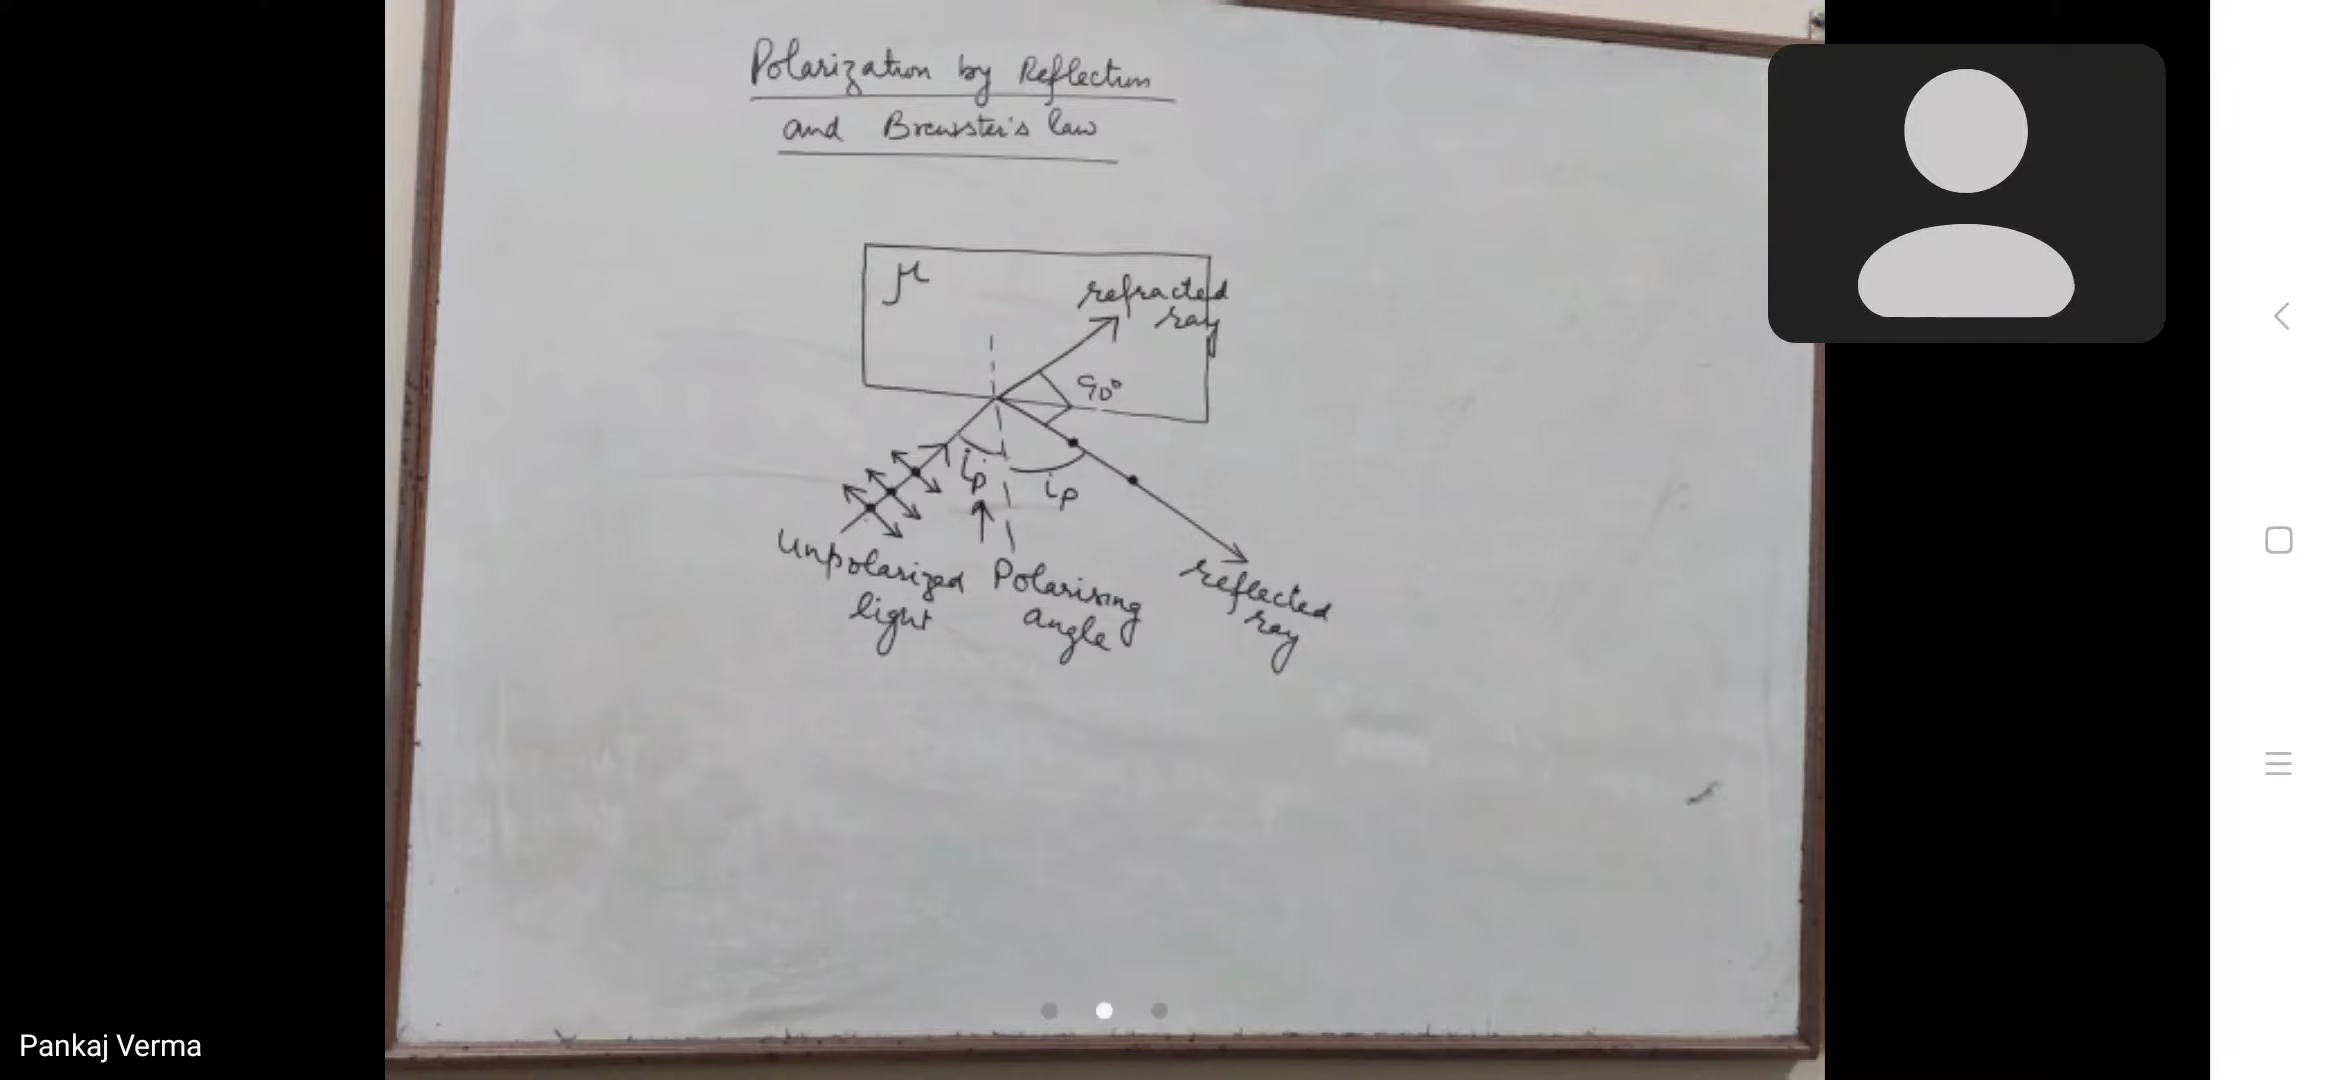 Polarization by Reflection
and Brewster's law
μ
refracted
ray
90°
ip
ip
Unpolarized
light
Polarising
angle
reflected
ray
Pankaj Verma